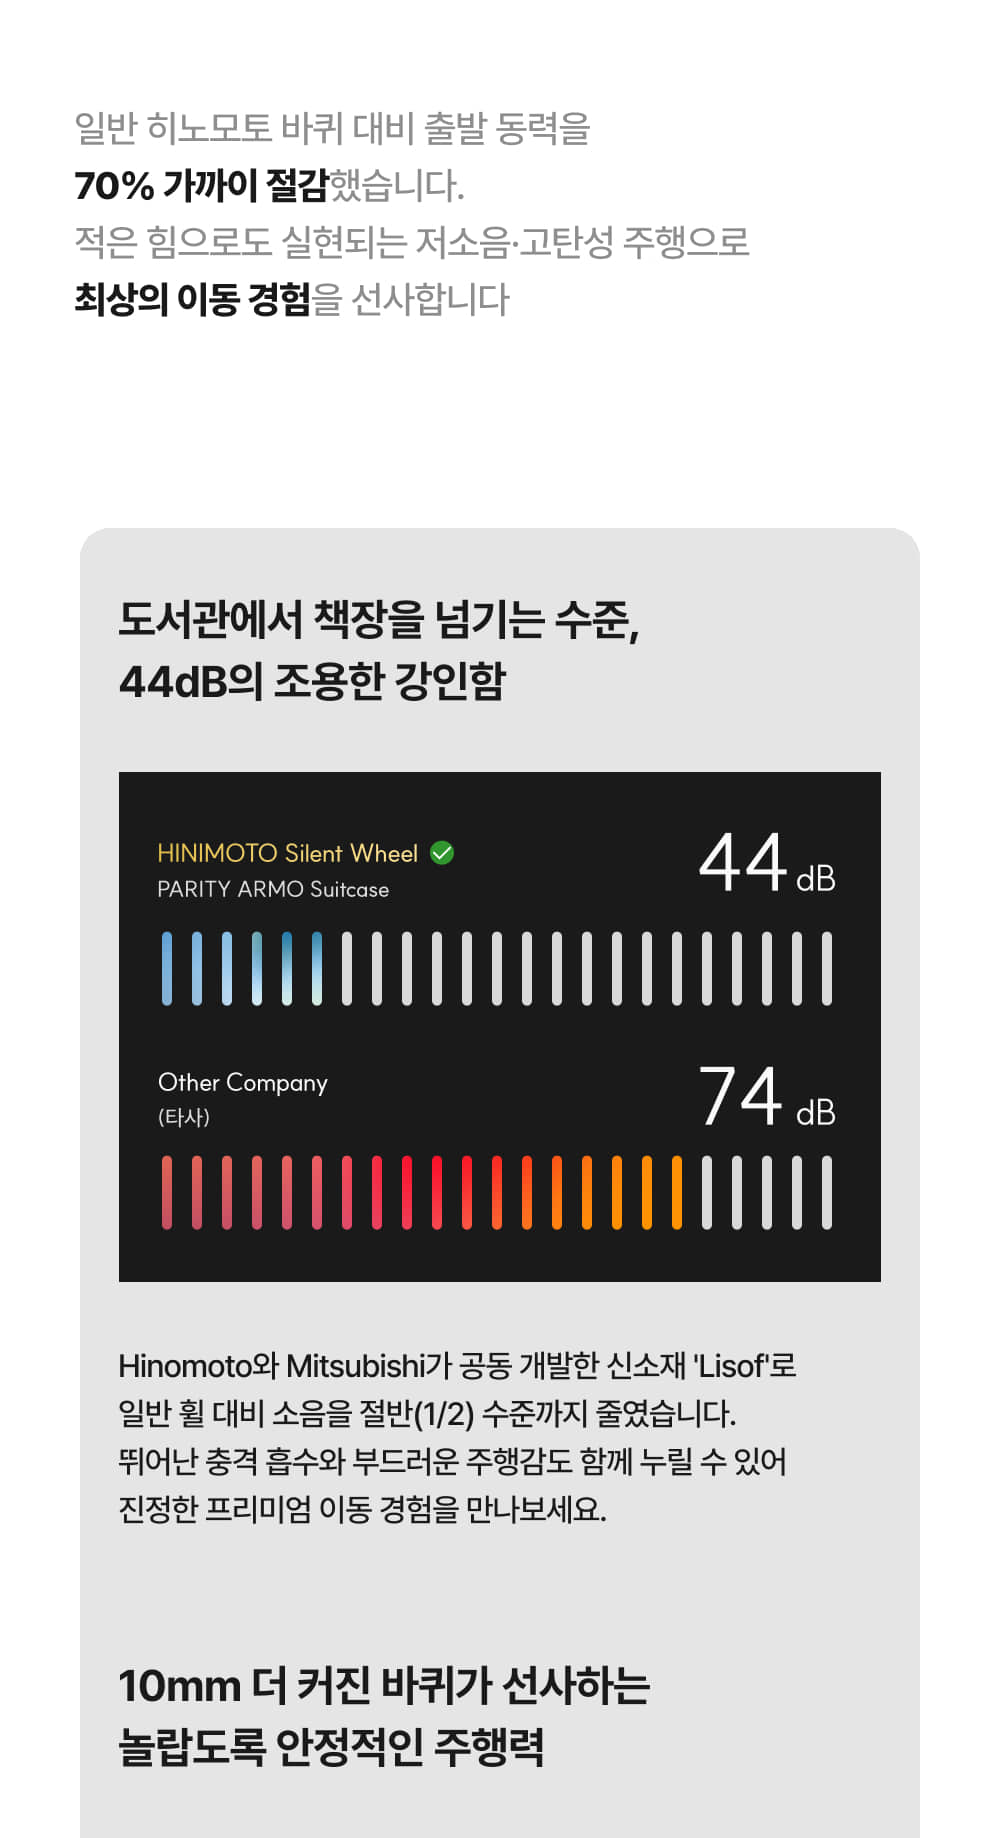 일반 히노모토 바퀴 대비 출발 동력을
70% 가까이 절감했습니다.
적은 힘으로도 실현되는 저소음·고탄성 주행으로
최상의 이동 경험을 선사합니다
도서관에서 책장을 넘기는 수준,
44dB의 조용한 강인함
HINIMOTO Silent Wheel
PARITY ARMO Suitcase
44 dB
Other Company
(타사)
74 dB
Hinomoto와 Mitsubishi가 공동 개발한 신소재 'Lisof'로
일반 휠 대비 소음을 절반(1/2) 수준까지 줄였습니다.
뛰어난 충격 흡수와 부드러운 주행감도 함께 누릴 수 있어
진정한 프리미엄 이동 경험을 만나보세요.
10mm 더 커진 바퀴가 선사하는
놀랍도록 안정적인 주행력